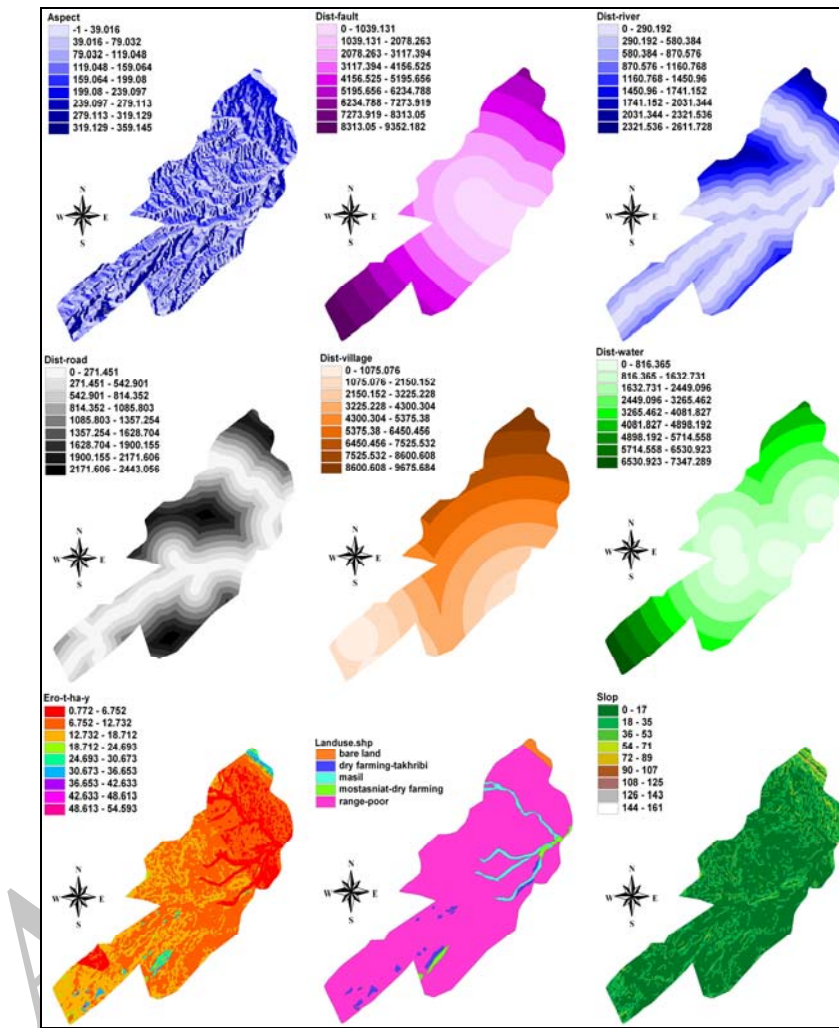 Aspect
-1 - 39.016
39.016 - 79.032
79.032 - 119.048
119.048 - 159.064
159.064 - 199.08
199.08 - 239.097
239.097 - 279.113
279.113 - 319.129
319.129 - 359.145
N
W E
S
Dist-fault
0 - 1039.131
1039.131 - 2078.263
2078.263 - 3117.394
3117.394 - 4156.525
4156.525 - 5195.656
5195.656 - 6234.788
6234.788 - 7273.919
7273.919 - 8313.05
8313.05 - 9352.182
N
W E
S
Dist-river
0 - 290.192
290.192 - 580.384
580.384 - 870.576
870.576 - 1160.768
1160.768 - 1450.96
1450.96 - 1741.152
1741.152 - 2031.344
2031.344 - 2321.536
2321.536 - 2611.728
N
W E
S
Dist-road
0 - 271.451
271.451 - 542.901
542.901 - 814.352
814.352 - 1085.803
1085.803 - 1357.254
1357.254 - 1628.704
1628.704 - 1900.155
1900.155 - 2171.606
2171.606 - 2443.056
N
W E
S
Dist-village
0 - 1075.076
1075.076 - 2150.152
2150.152 - 3225.228
3225.228 - 4300.304
4300.304 - 5375.38
5375.38 - 6450.456
6450.456 - 7525.532
7525.532 - 8600.608
8600.608 - 9675.684
N
W E
S
Dist-water
0 - 816.365
816.365 - 1632.731
1632.731 - 2449.096
2449.096 - 3265.462
3265.462 - 4081.827
4081.827 - 4898.192
4898.192 - 5714.558
5714.558 - 6530.923
6530.923 - 7347.289
N
W E
S
Ero-t-ha-y
0.772 - 6.752
6.752 - 12.732
12.732 - 18.712
18.712 - 24.693
24.693 - 30.673
30.673 - 36.653
36.653 - 42.633
42.633 - 48.613
48.613 - 54.593
N
W E
S
Landuse.shp
bare land
dry farming-takhribi
masil
mostasniat-dry farming
range-poor
N
W E
S
Slop
0 - 17
18 - 35
36 - 53
54 - 71
72 - 89
90 - 107
108 - 125
126 - 143
144 - 161
N
W E
S